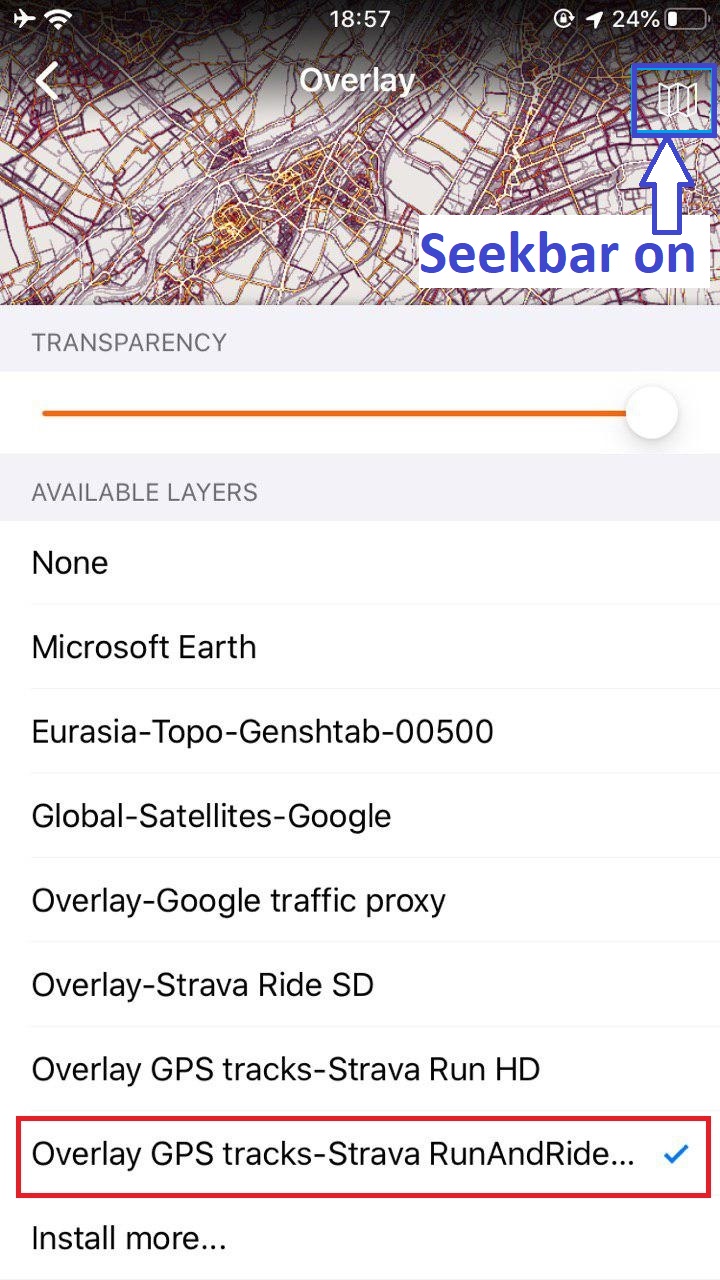 18:57
24%
Overlay
Seekbar on
TRANSPARENCY
AVAILABLE LAYERS
None
Microsoft Earth
Eurasia-Topo-Genshtab-00500
Global-Satellites-Google
Overlay-Google traffic proxy
Overlay-Strava Ride SD
Overlay GPS tracks-Strava Run HD
Overlay GPS tracks-Strava RunAndRide...
Install more...